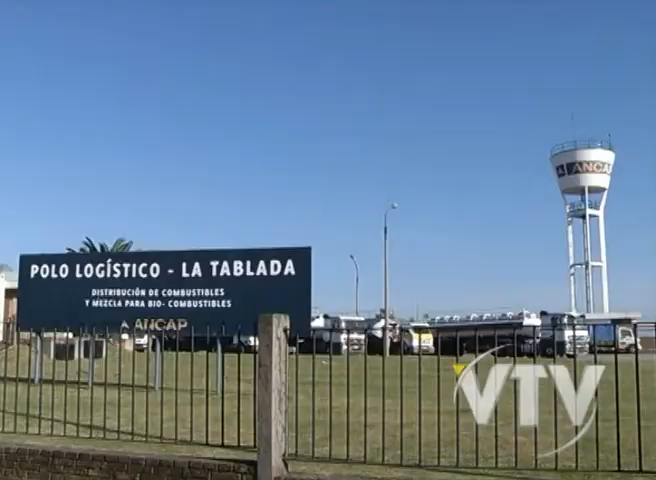 POLO LOGÍSTICO - LA TABLADA
DISTRIBUCIÓN DE COMBUSTIBLES
Y MEZCLA PARA BIO- COMBUSTIBLES
ANCAP
ANCAP
VTV